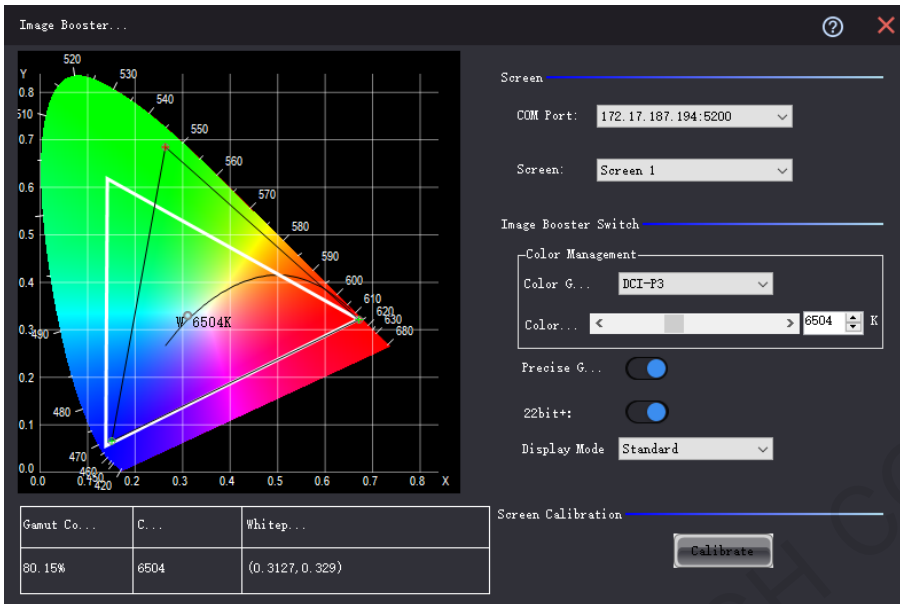 Image Booster...
Screen
COM Port: 172.17.187.194:5200
Screen: Screen 1
Image Booster Switch
Color Management
Color G... DCI-P3
Color... 6504 K
Precise G...
22bit+:
Display Mode Standard
Screen Calibration
Calibrate
Y
0.8
0.7
0.6
0.5
0.4
0.3
0.2
0.1
0.0
0.0 0.1 0.2 0.3 0.4 0.5 0.6 0.7 0.8 X
420
460
470
480
490
510
520
530
540
550
560
570
580
590
600
610
620
630
680
W 6504K
Gamut Co... C... Whitep...
80.15% 6504 (0.3127,0.329)